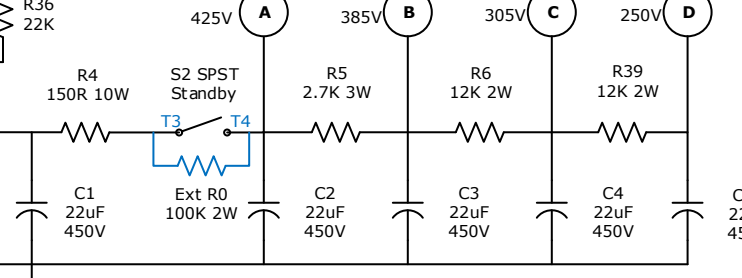 R36
22K
425V
A
385V
B
305V
C
250V
D
R4
150R 10W
S2 SPST
Standby
R5
2.7K 3W
R6
12K 2W
R39
12K 2W
T3
T4
C1
22uF
450V
Ext R0
100K 2W
C2
22uF
450V
C3
22uF
450V
C4
22uF
450V